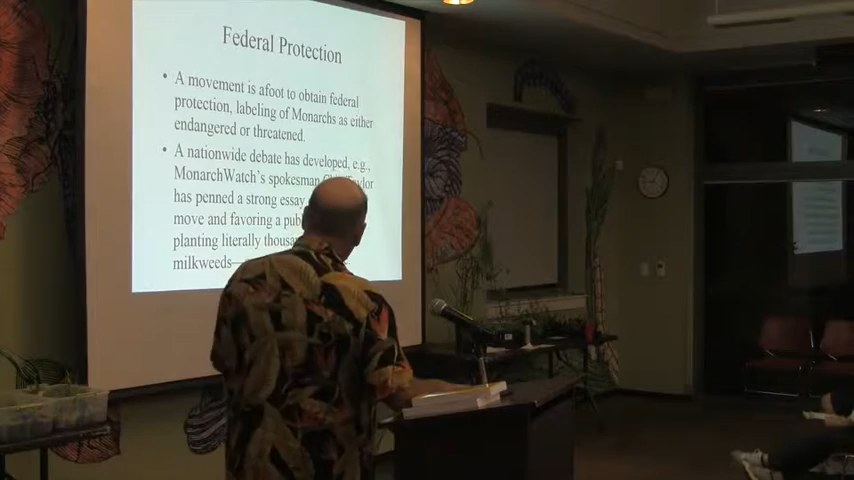 Federal Protection
• A movement is afoot to obtain federal
protection, labeling of Monarchs as either
endangered or threatened.
• A nationwide debate has developed, e.g.,
MonarchWatch's spokesman
has penned a strong essay
move and favoring a
planting literally
milkweeds—